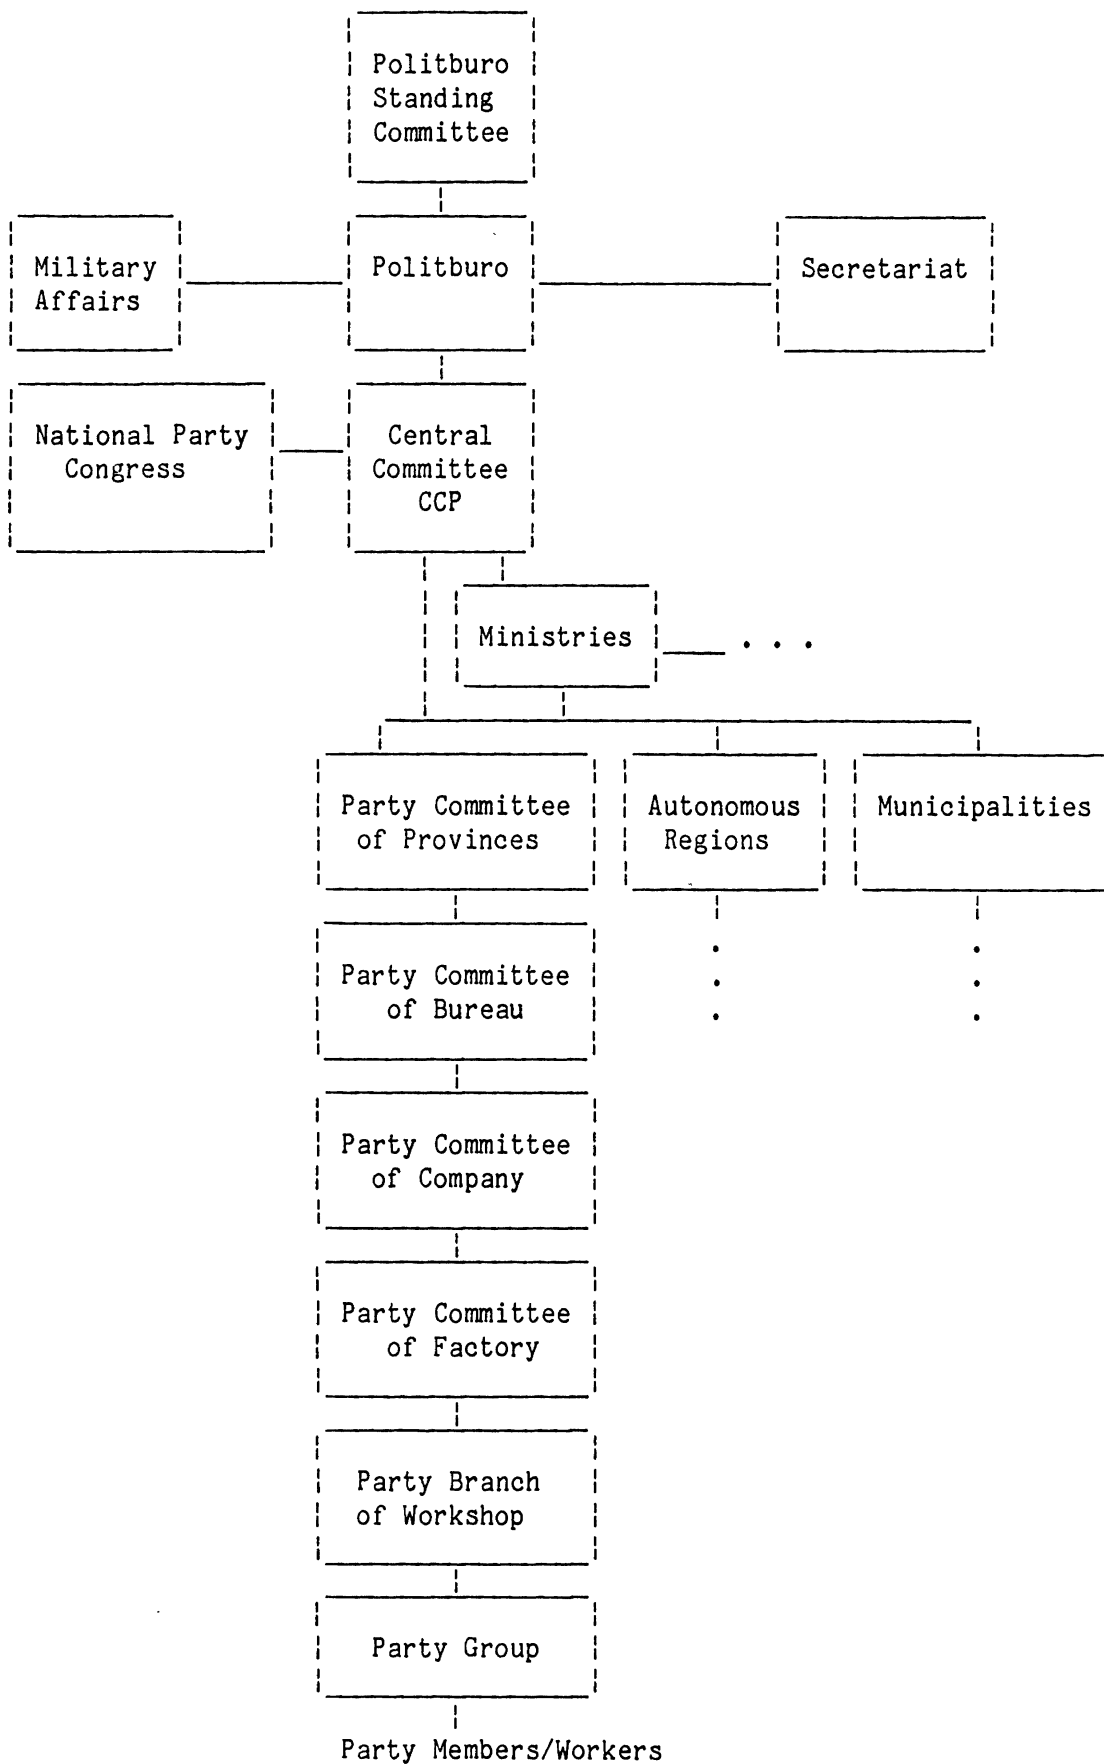 Politburo
Standing
Committee
Military
Affairs
Politburo
Secretariat
National Party
Congress
Central
Committee
CCP
Ministries
. . .
Party Committee
of Provinces
Autonomous
Regions
Municipalities
Party Committee
of Bureau
Party Committee
of Company
Party Committee
of Factory
Party Branch
of Workshop
Party Group
Party Members/Workers